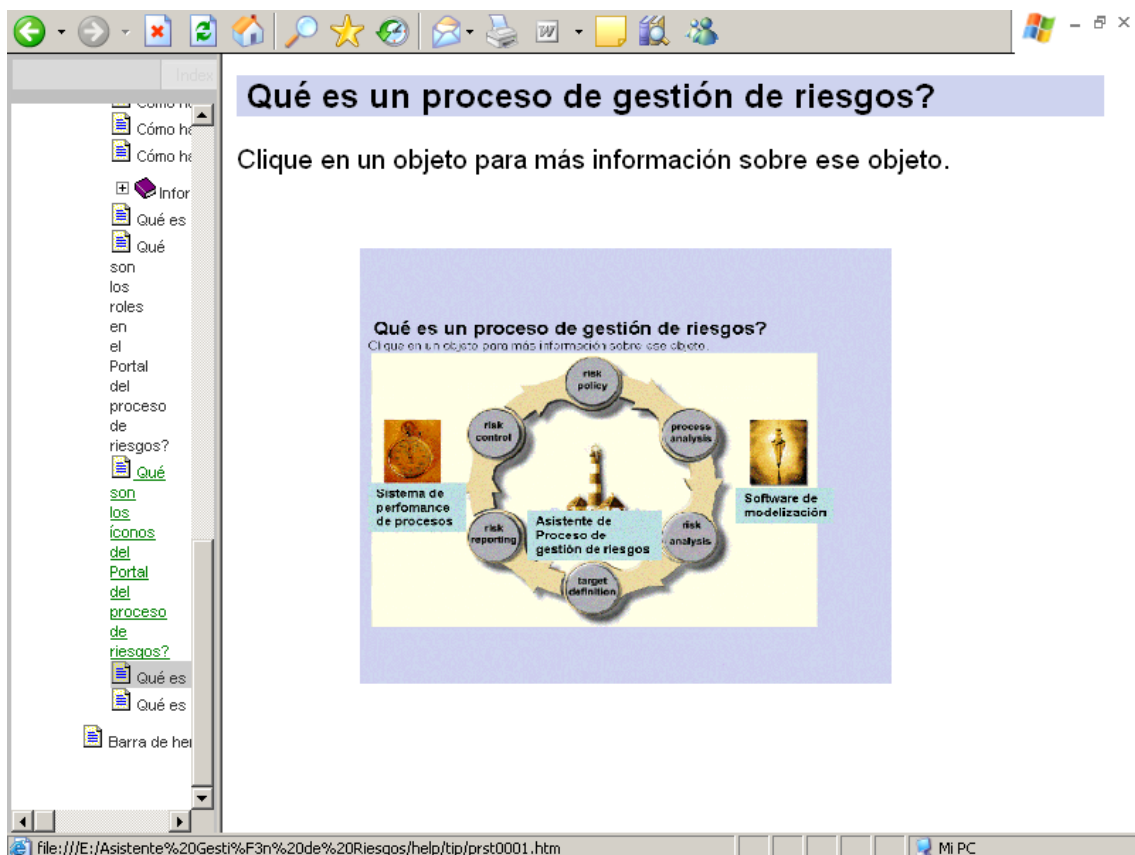 Index
Cómo ha
Cómo ha
Infor
Qué es
Qué
son
los
roles
en
el
Portal
del
proceso
de
riesgos?
Qué
son
los
íconos
del
Portal
del
proceso
de
riesgos?
Qué es
Qué es
Barra de her
Qué es un proceso de gestión de riesgos?
Clique en un objeto para más información sobre ese objeto.
Qué es un proceso de gestión de riesgos?
Clique en un objeto para más información sobre ese objeto.
risk
policy
risk
control
process
analysis
Sistema de
perfomance
de procesos
Software de
modelización
risk
reporting
Asistente de
Proceso de
gestión de riesgos
risk
analysis
target
definition
file:///E:/Asistente%20Gesti%F3n%20de%20Riesgos/help/tip/prst0001.htm
Mi PC